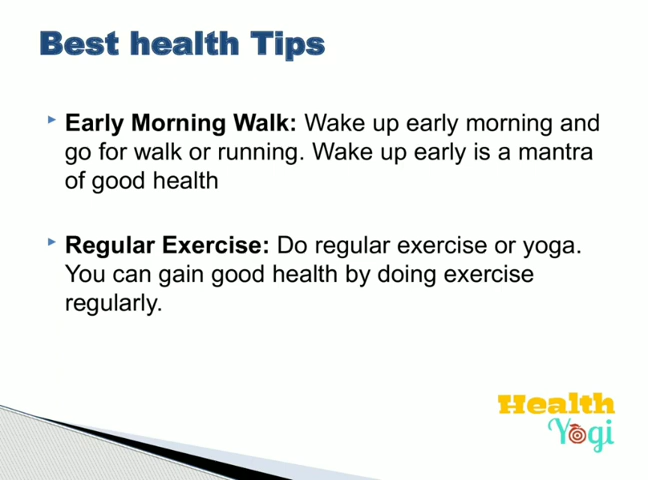 Best health Tips
Early Morning Walk: Wake up early morning and
go for walk or running. Wake up early is a mantra
of good health
Regular Exercise: Do regular exercise or yoga.
You can gain good health by doing exercise
regularly.
Health
Yogi